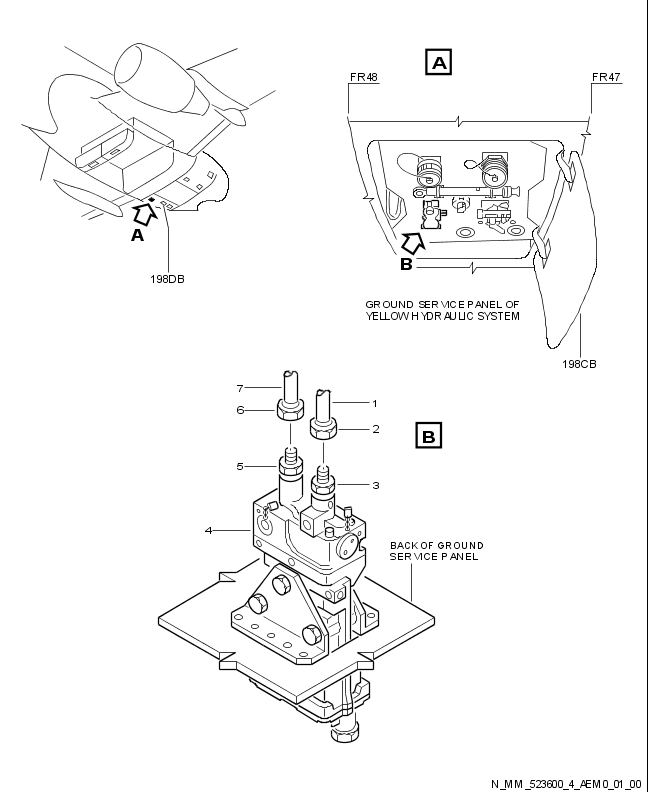 A
FR48
FR47
A
198DB
B
GROUND SERVICE PANEL OF
YELLOW HYDRAULIC SYSTEM
198CB
7
6
1
2
B
5
3
4
BACK OF GROUND
SERVICE PANEL
N_MM_523600_4_AEM0_01_00